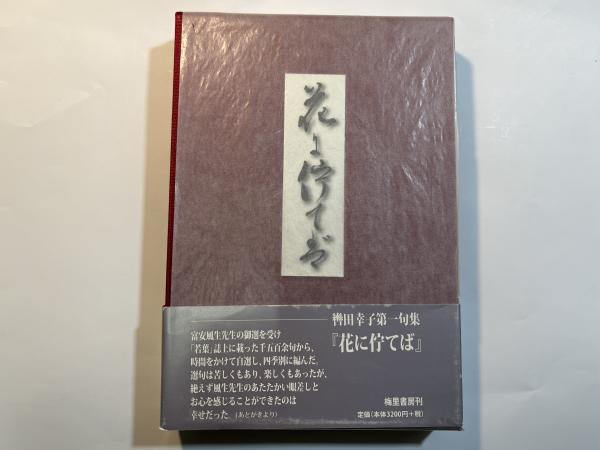 花に佇てば
轡田幸子第一句集
『花に佇てば』
富安風生先生の御選を受け
「若葉」誌上に載った千五百余句から、
時間をかけて自選し、四季別に編んだ。
選句は苦しくもあり、楽しくもあったが、
絶えず風生先生のあたたかい眼差しと
お心を感じることができたのは
幸せだった。(あとがきより)
梅里書房刊
定価(本体3200円+税)